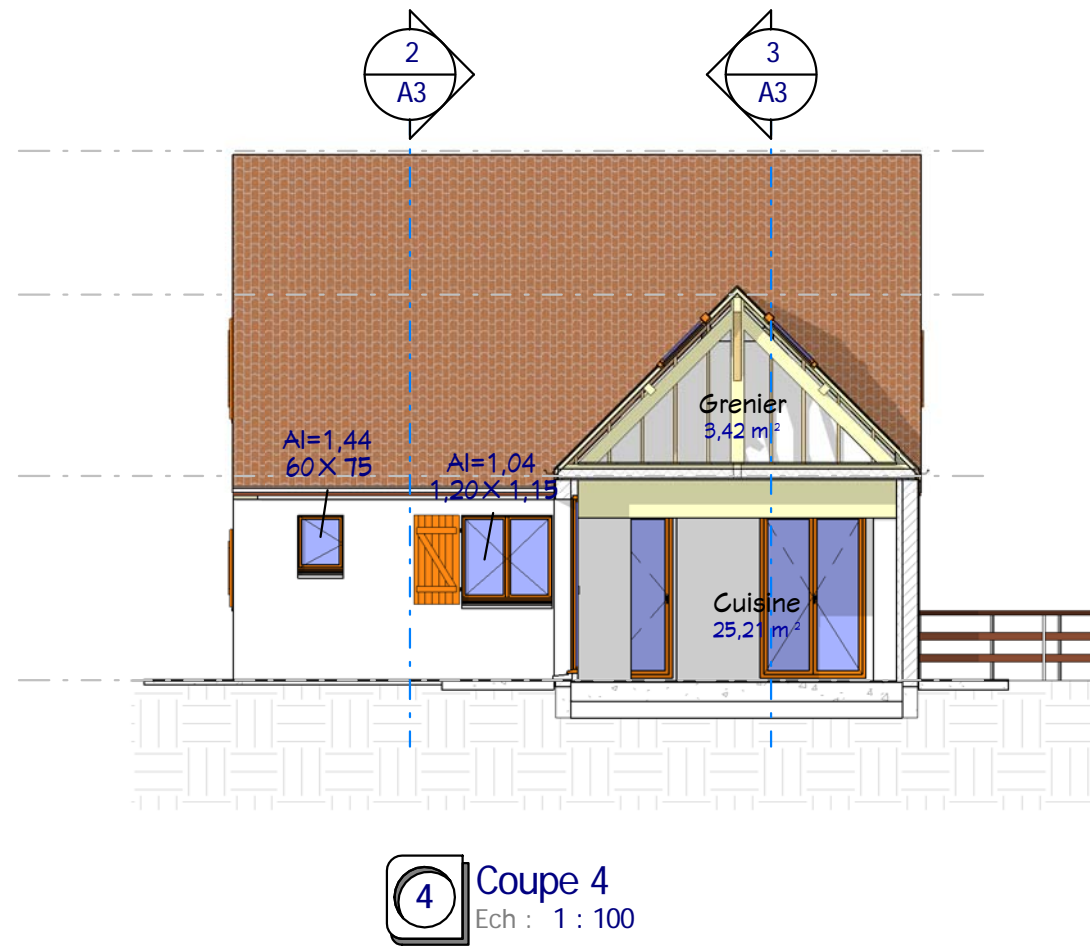 2
A3
3
A3
Al=1,44
60 X 75
Al=1,04
1,20 X 1,15
Grenier
3,42 m²
Cuisine
25,21 m²
4
Coupe 4
Ech : 1 : 100